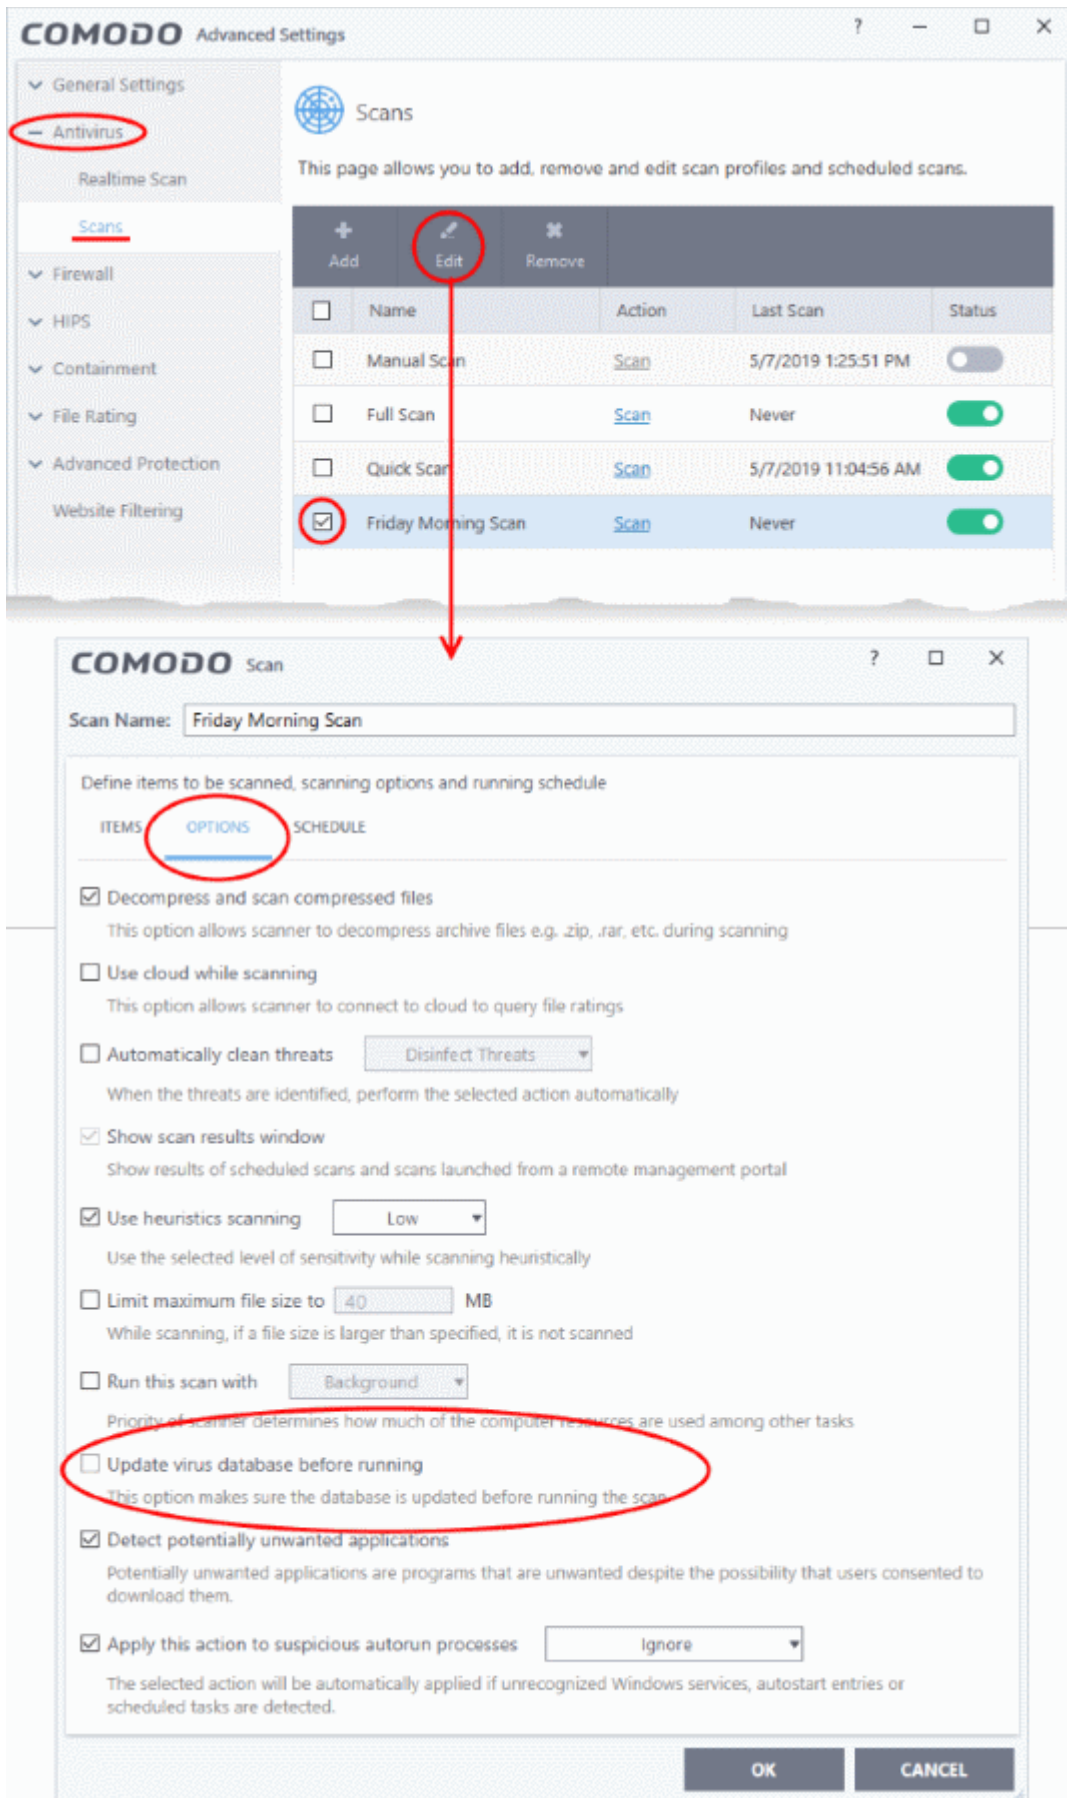 COMODO Advanced Settings ?
General Settings
Antivirus
Realtime Scan
Scans
Firewall
HIPS
Containment
File Rating
Advanced Protection
Website Filtering
Scans
This page allows you to add, remove and edit scan profiles and scheduled scans.
Add Edit Remove
Name Action Last Scan Status
Manual Scan Scan 5/7/2019 1:25:51 PM
Full Scan Scan Never
Quick Scan Scan 5/7/2019 11:04:56 AM
Friday Morning Scan Scan Never
COMODO Scan ?
Scan Name: Friday Morning Scan
Define items to be scanned, scanning options and running schedule
ITEMS OPTIONS SCHEDULE
Decompress and scan compressed files
This option allows scanner to decompress archive files e.g. .zip, .rar, etc. during scanning
Use cloud while scanning
This option allows scanner to connect to cloud to query file ratings
Automatically clean threats Disinfect Threats
When the threats are identified, perform the selected action automatically
Show scan results window
Show results of scheduled scans and scans launched from a remote management portal
Use heuristics scanning Low
Use the selected level of sensitivity while scanning heuristically
Limit maximum file size to 40 MB
While scanning, if a file size is larger than specified, it is not scanned
Run this scan with Background
Priority of scanner determines how much of the computer resources are used among other tasks
Update virus database before running
This option makes sure the database is updated before running the scan
Detect potentially unwanted applications
Potentially unwanted applications are programs that are unwanted despite the possibility that users consented to
download them.
Apply this action to suspicious autorun processes Ignore
The selected action will be automatically applied if unrecognized Windows services, autostart entries or
scheduled tasks are detected.
OK CANCEL